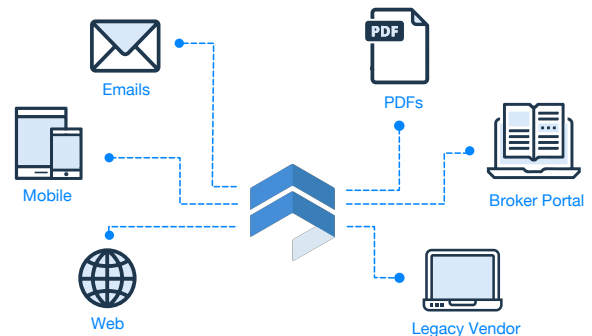 PDF
Emails
PDFs
Mobile
Broker Portal
Web
Legacy Vendor